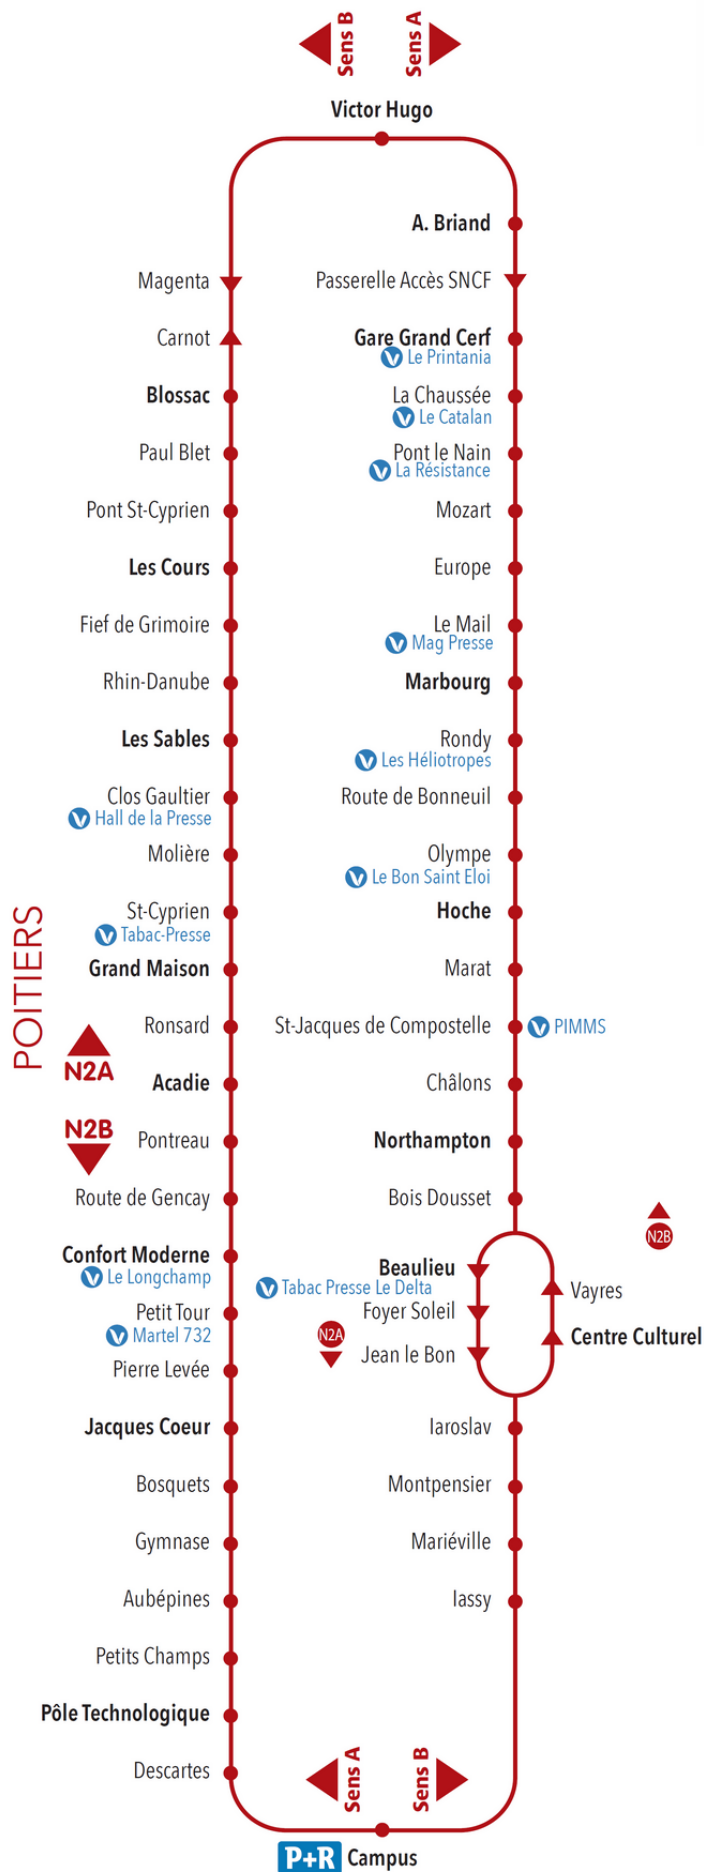 Sens B
Sens A
Victor Hugo
A. Briand
Magenta
Passerelle Accès SNCF
Carnot
Gare Grand Cerf
Le Printania
Blossac
La Chaussée
Le Catalan
Paul Blet
Pont le Nain
La Résistance
Pont St-Cyprien
Mozart
Les Cours
Europe
Fief de Grimoire
Le Mail
Mag Presse
Rhin-Danube
Marbourg
Les Sables
Rondy
Les Héliotropes
Clos Gaultier
Hall de la Presse
Route de Bonneuil
Molière
Olympe
Le Bon Saint Eloi
St-Cyprien
Tabac-Presse
Hoche
POITIERS
Grand Maison
Marat
Ronsard
St-Jacques de Compostelle
PIMMS
N2A
Acadie
Châlons
N2B
Pontreau
Northampton
Route de Gencay
Bois Dousset
N2B
Confort Moderne
Le Longchamp
Beaulieu
Tabac Presse Le Delta
Vayres
Petit Tour
Martel 732
Foyer Soleil
N2A
Centre Culturel
Pierre Levée
Jean le Bon
Jacques Coeur
Iaroslav
Bosquets
Montpensier
Gymnase
Mariéville
Aubépines
Iassy
Petits Champs
Pôle Technologique
Descartes
Sens A
Sens B
P+R Campus